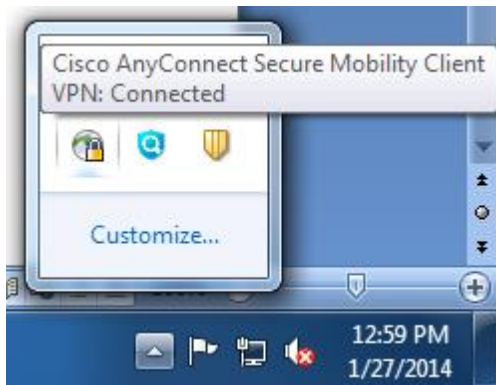 Cisco AnyConnect Secure Mobility Client
VPN: Connected
Customize...
12:59 PM
1/27/2014